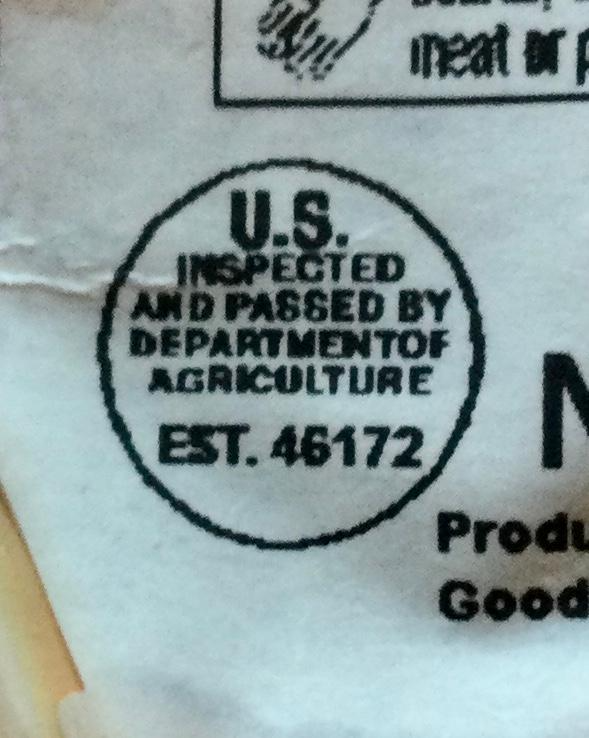 meat or
U.S.
INSPECTED
AND PASSED BY
DEPARTMENTOF
AGRICULTURE
EST. 46172
Produ
Good